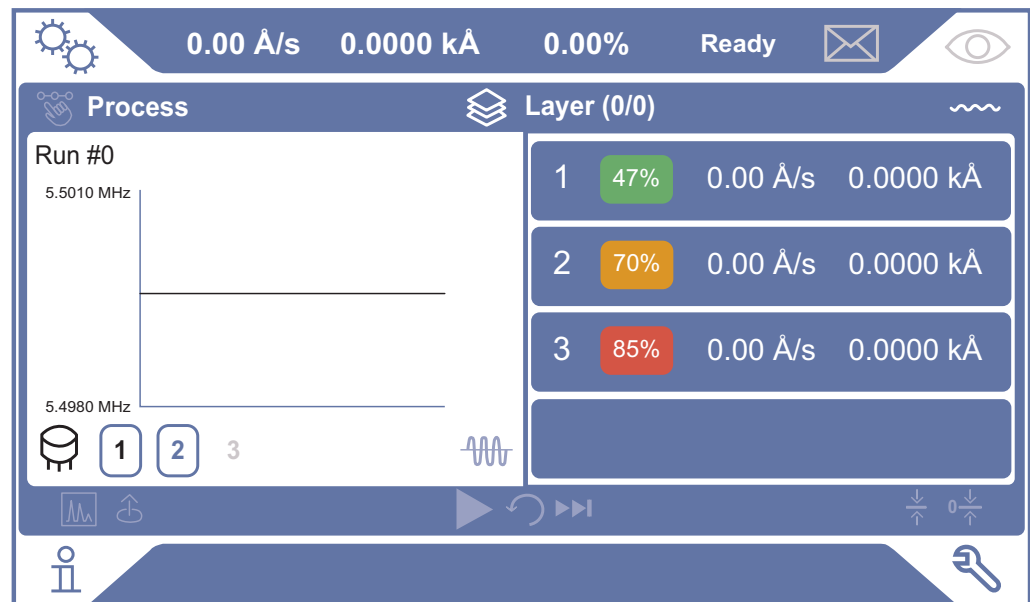 0.00 Å/s 0.0000 kÅ 0.00% Ready
Process Layer (0/0)
Run #0
5.5010 MHz
5.4980 MHz
1 2 3
1 47% 0.00 Å/s 0.0000 kÅ
2 70% 0.00 Å/s 0.0000 kÅ
3 85% 0.00 Å/s 0.0000 kÅ
0